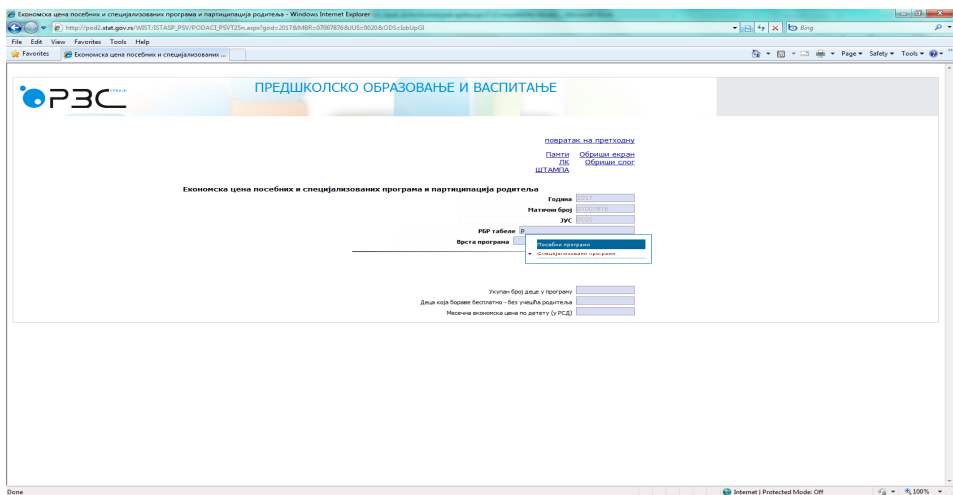 Економска цена посебних и специјализованих програма и партиципација родитеља - Windows Internet Explorer
http://pod2.stat.gov.rs/WIST/ISTASP_PSV/PODACI_PSVT25n.aspx?god=2017&MBR=07007876&JUS=0020&ODS=IzbUpGl
Bing
File Edit View Favorites Tools Help
Favorites Економска цена посебних и специјализованих ...
Page Safety Tools
РЗС
ПРЕДШКОЛСКО ОБРАЗОВАЊЕ И ВАСПИТАЊЕ
повратак на претходну
Памти Обриши екран
ЛК Обриши слог
ШТАМПА
Економска цена посебних и специјализованих програма и партиципација родитеља
Година 2017
Матични број 07007876
ЈУС 0020
РБР табеле Р
Врста програма
Посебни програми
Специјализовани програми
Укупан број деце у програму
Деца која бораве бесплатно - без учешћа родитеља
Месечна економска цена по детету (у РСД)
Done
Internet | Protected Mode: Off
100%